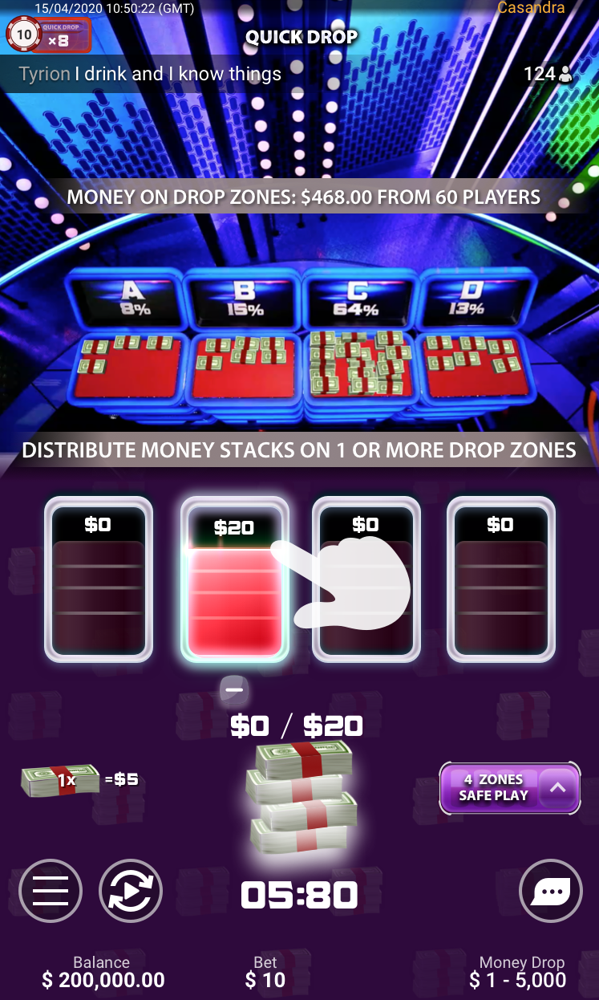 15/04/2020 10:50:22 (GMT)
Casandra
10
QUICK DROP
×8
QUICK DROP
Tyrion I drink and I know things
124
MONEY ON DROP ZONES: $468.00 FROM 60 PLAYERS
A
8%
B
15%
C
64%
D
13%
DISTRIBUTE MONEY STACKS ON 1 OR MORE DROP ZONES
$0
$20
$0
$0
$0 / $20
1x =$5
4 ZONES
SAFE PLAY
05:80
Balance
$ 200,000.00
Bet
$ 10
Money Drop
$ 1 - 5,000